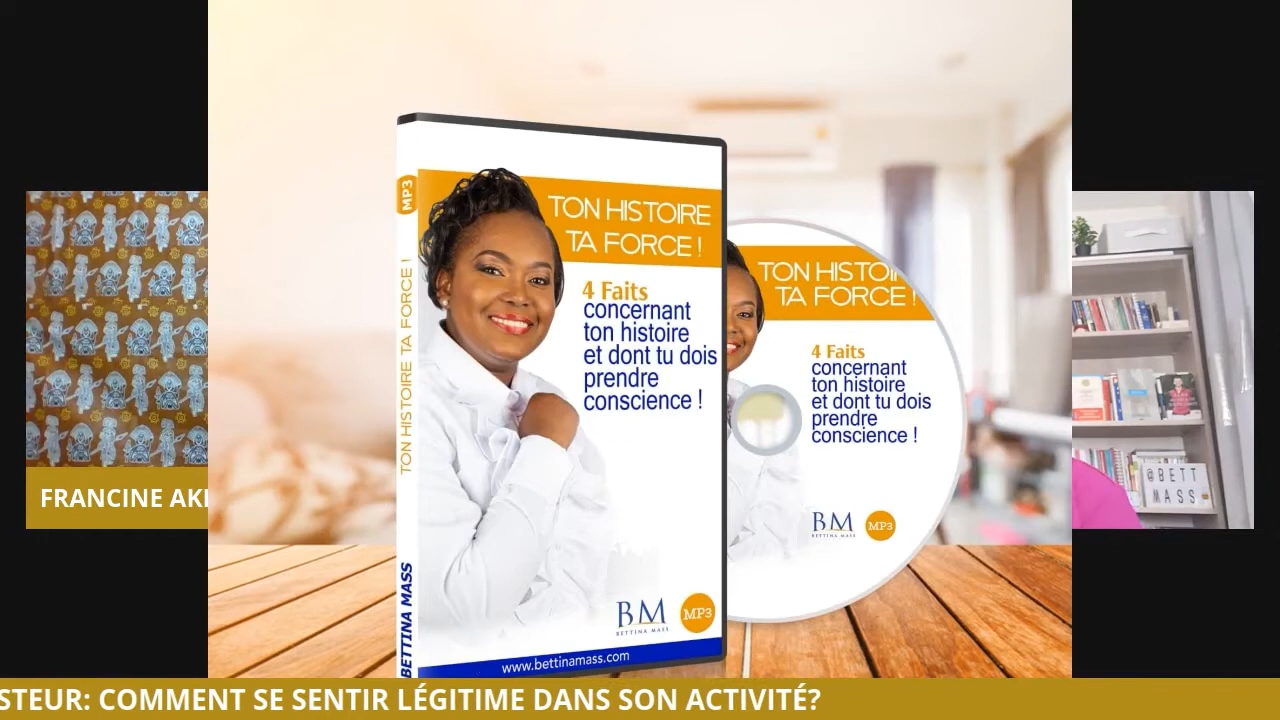 MP3
TON HISTOIRE TA FORCE !
BETTINA MASS
TON HISTOIRE
TA FORCE !
4 Faits
concernant
ton histoire
et dont tu dois
prendre
conscience !
BM
BETTINA MASS
MP3
www.bettinamass.com
TON HISTOIR
TA FORCE !
4 Faits
concernant
ton histoire
et dont tu dois
prendre
conscience !
BM
BETTINA MASS
MP3
@BETT
MASS
FRANCINE AKI
STEUR: COMMENT SE SENTIR LÉGITIME DANS SON ACTIVITÉ?